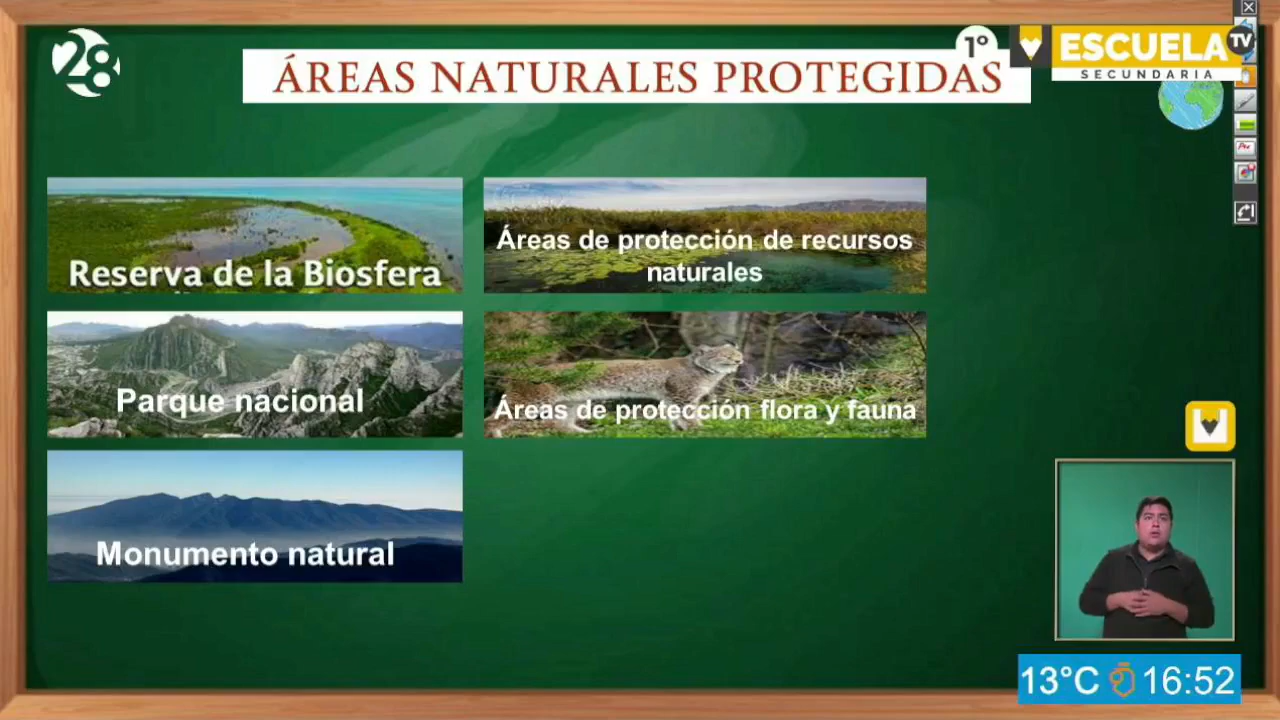 28
ÁREAS NATURALES PROTEGIDAS
1º
ESCUELA TV
SECUNDARIA
Reserva de la Biosfera
Áreas de protección de recursos
naturales
Parque nacional
Áreas de protección flora y fauna
Monumento natural
13°C 16:52